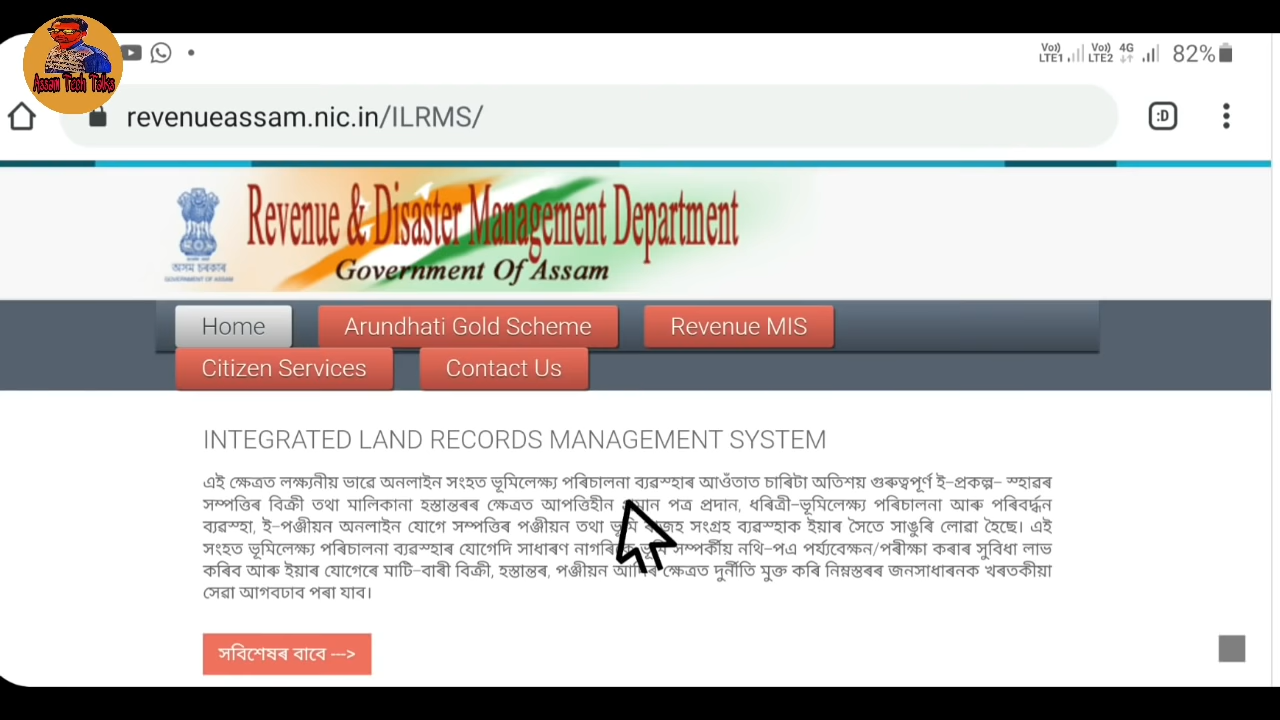 Assam Tech Talks
Vo) LTE1 Vo) LTE2 4G 82%
revenueassam.nic.in/ILRMS/
:D
Revenue & Disaster Management Department
অসম চৰকাৰ
GOVERNMENT OF ASSAM
Government Of Assam
Home Arundhati Gold Scheme Revenue MIS
Citizen Services Contact Us
INTEGRATED LAND RECORDS MANAGEMENT SYSTEM
এই ক্ষেত্ৰত লক্ষ্যনীয় ভাৱে অনলাইন সংহত ভূমিলেক্ষ্য পৰিচালনা ব্যৱস্হাৰ আওঁতাত চাৰিটা অতিশয় গুৰুত্বপূৰ্ণ ই-প্ৰকল্প- স্হাৱৰ
সম্পত্তিৰ বিক্ৰী তথা মালিকানা হস্তান্তৰৰ ক্ষেত্ৰত আপত্তিহীন পত্ৰ প্ৰদান, ধৰিত্ৰী-ভূমিলেক্ষ্য পৰিচালনা আৰু পৰিবৰ্দ্ধন
ব্যৱস্হা, ই-পঞ্জীয়ন অনলাইন যোগে সম্পত্তিৰ পঞ্জীয়ন তথা সংগ্ৰহ ব্যৱস্হাক ইয়াৰ সৈতে সাঙুৰি লোৱা হৈছে। এই
সংহত ভূমিলেক্ষ্য পৰিচালনা ব্যৱস্হাৰ যোগেদি সাধাৰণ সম্পৰ্কীয় নথি-পএ পৰ্য্যবেক্ষন/পৰীক্ষা কৰাৰ সুবিধা লাভ
কৰিব আৰু ইয়াৰ যোগেৰে মাটি-বাৰী বিক্ৰী, হস্তান্তৰ, পঞ্জীয়ন ক্ষেত্ৰত দুৰ্নীতি মুক্ত কৰি নিম্নস্তৰৰ জনসাধাৰনক খৰতকীয়া
সেৱা আগবঢাব পৰা যাব।
সবিশেষৰ বাবে --->